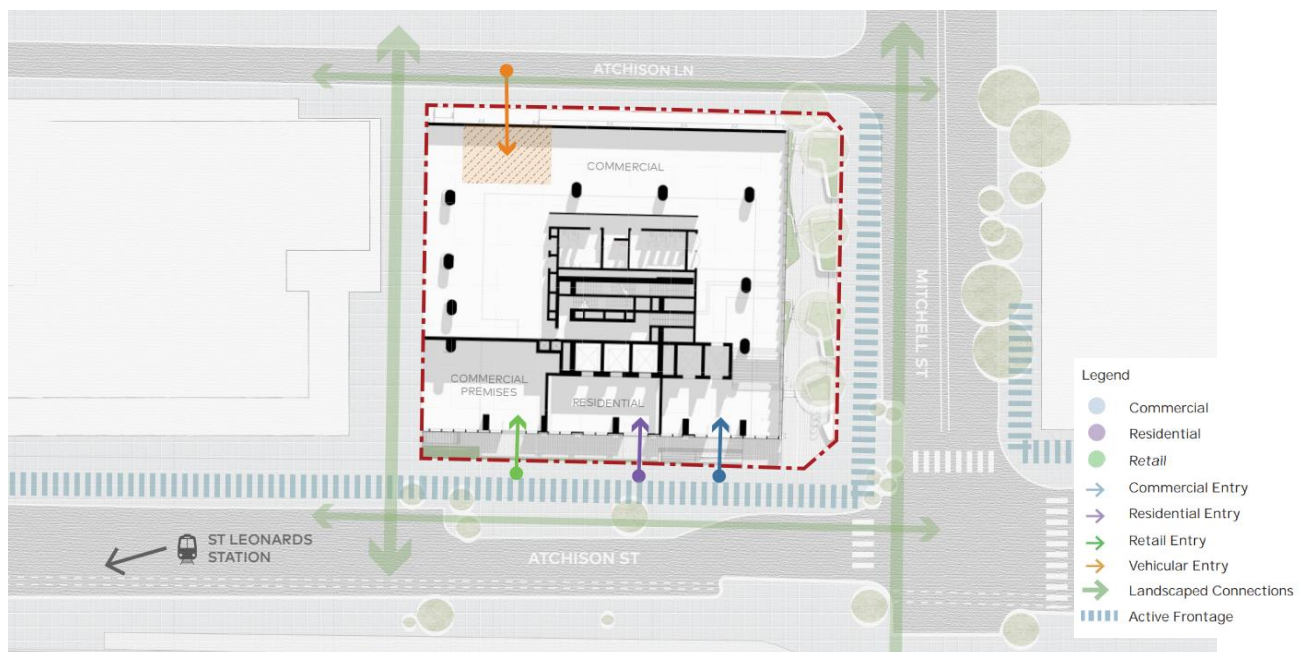 ATCHISON LN
COMMERCIAL
MITCHELL ST
COMMERCIAL
PREMISES
RESIDENTIAL
ST LEONARDS
STATION
ATCHISON ST
Legend
Commercial
Residential
Retail
Commercial Entry
Residential Entry
Retail Entry
Vehicular Entry
Landscaped Connections
Active Frontage